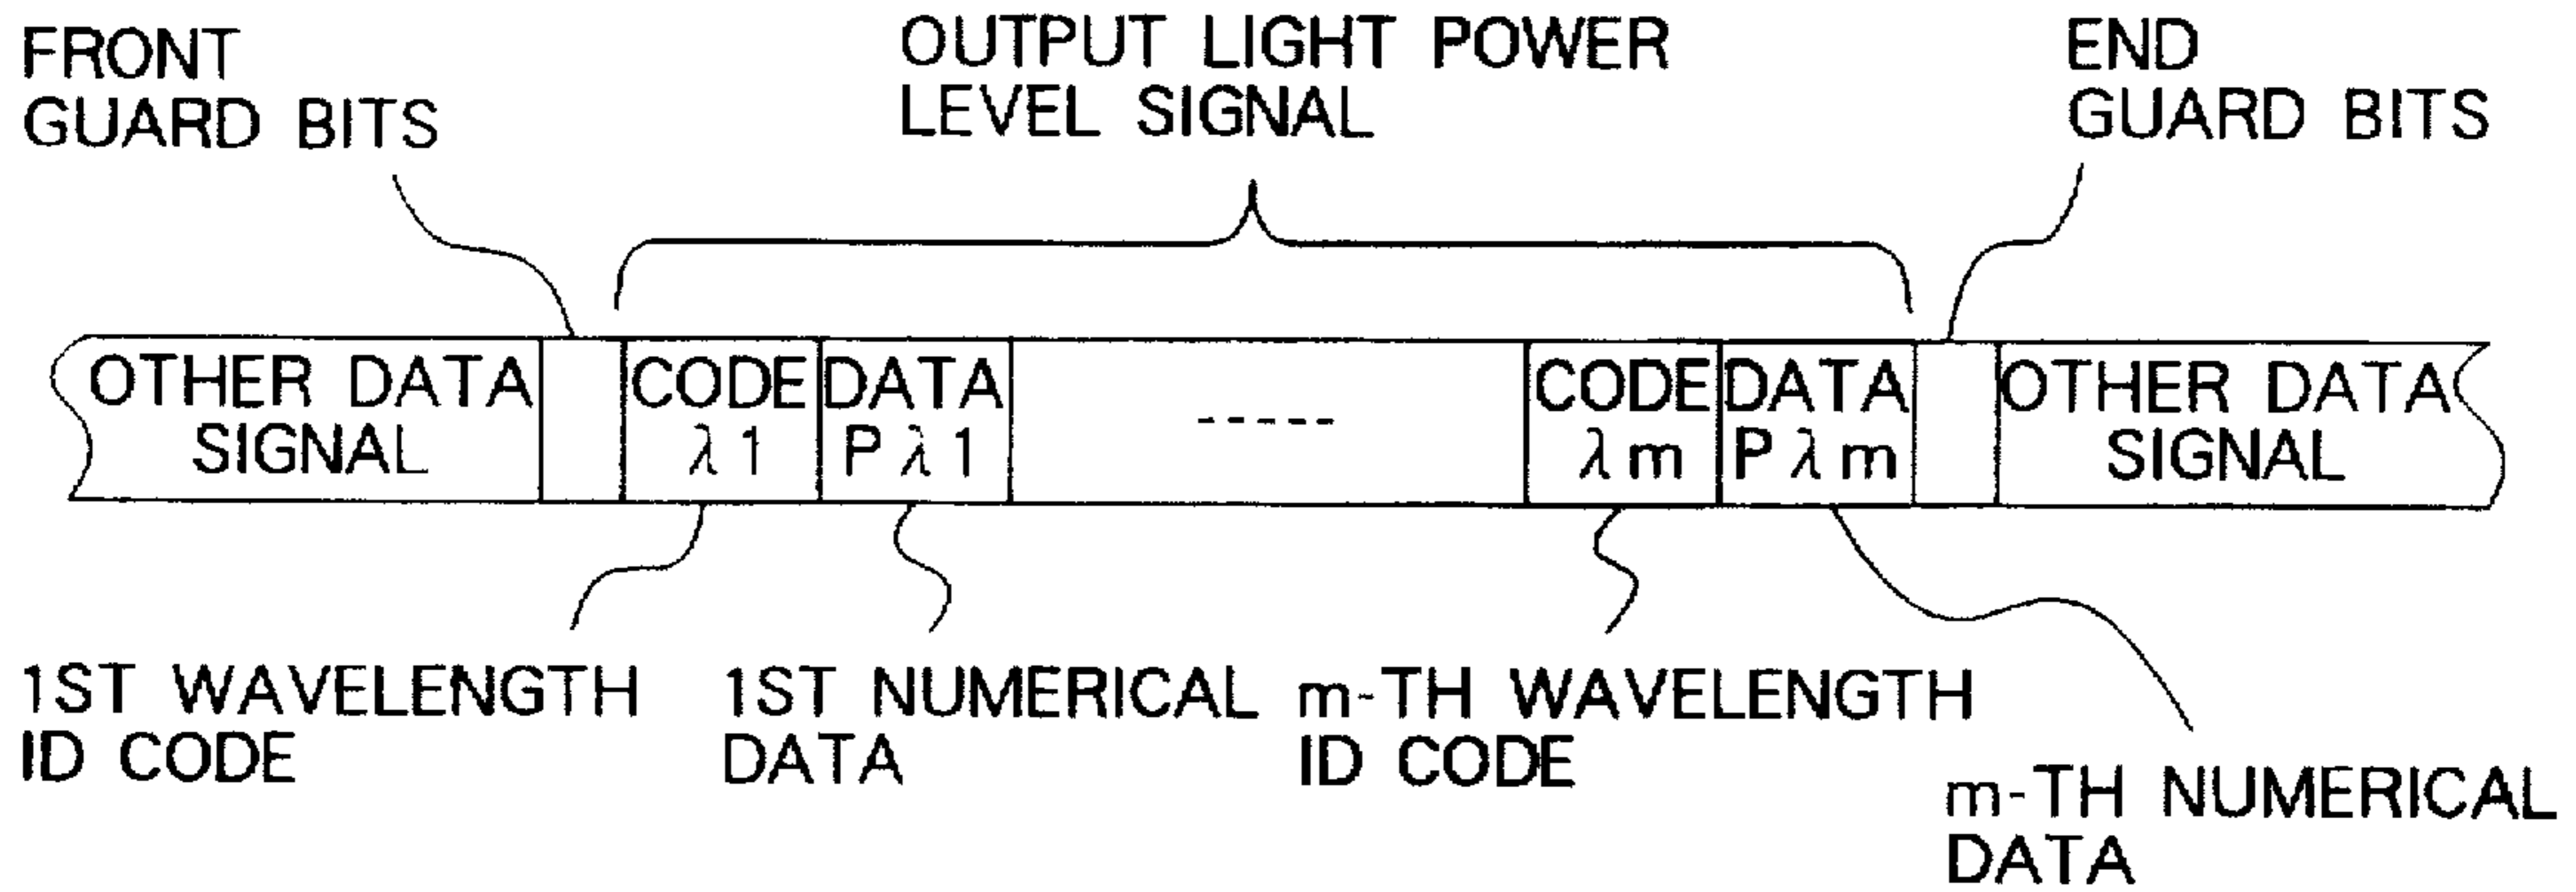 FRONT
GUARD BITS
OUTPUT LIGHT POWER
LEVEL SIGNAL
END
GUARD BITS
OTHER DATA
SIGNAL
CODE
λ1
DATA
Pλ1
-----
CODE
λm
DATA
Pλm
OTHER DATA
SIGNAL
1ST WAVELENGTH
ID CODE
1ST NUMERICAL
DATA
m-TH WAVELENGTH
ID CODE
m-TH NUMERICAL
DATA